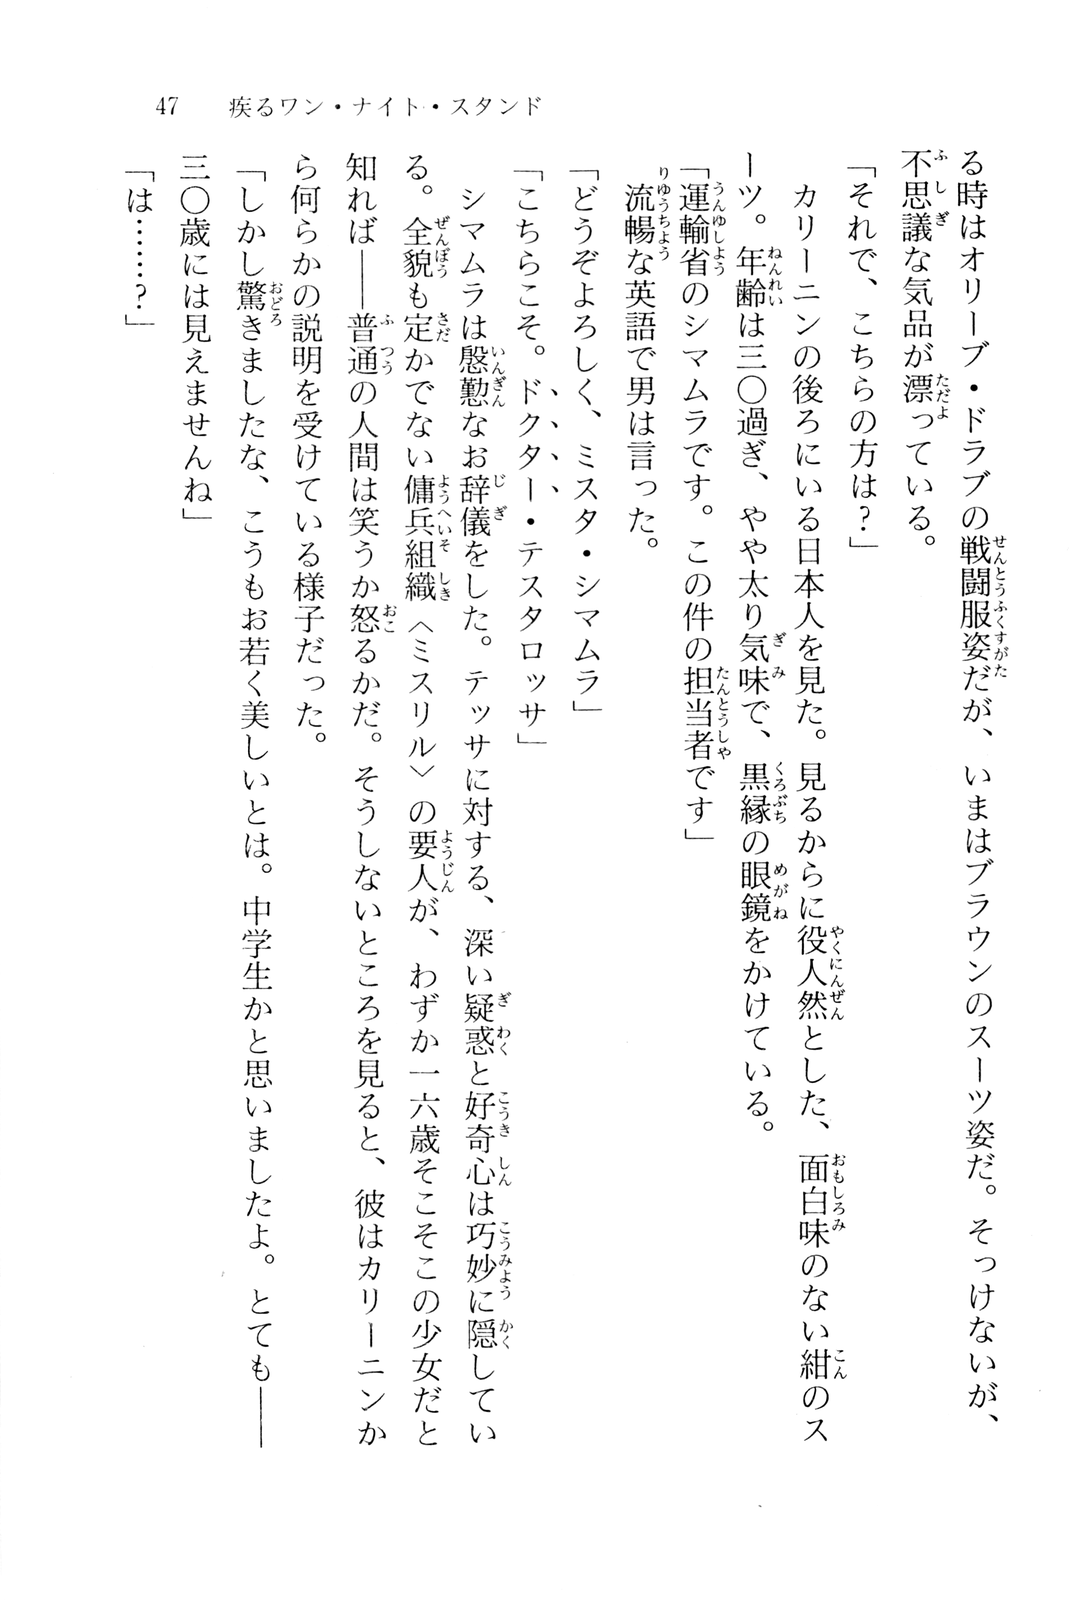 47　疾るワン・ナイト・スタンド
る時はオリーブ・ドラブの戦闘服姿だが、いまはブラウンのスーツ姿だ。そっけないが、
不思議な気品が漂っている。
「それで、こちらの方は？」
　カリーニンの後ろにいる日本人を見た。見るからに役人然とした、面白味のない紺のス
ーツ。年齢は三〇過ぎ、やや太り気味で、黒縁の眼鏡をかけている。
「運輸省のシマムラです。この件の担当者です」
　流暢な英語で男は言った。
「どうぞよろしく、ミスタ・シマムラ」
「こちらこそ。ドクター・テスタロッサ」
　シマムラは慇懃なお辞儀をした。テッサに対する、深い疑惑と好奇心は巧妙に隠してい
る。全貌も定かでない傭兵組織〈ミスリル〉の要人が、わずか一六歳そこそこの少女だと
知れば――普通の人間は笑うか怒るかだ。そうしないところを見ると、彼はカリーニンか
ら何らかの説明を受けている様子だった。
「しかし驚きましたな、こうもお若く美しいとは。中学生かと思いましたよ。とても――
三〇歳には見えませんね」
「は……？」